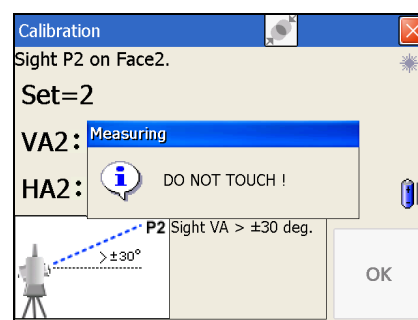 Calibration
Sight P2 on Face2.
Set=2
VA2:
Measuring
DO NOT TOUCH !
HA2:
P2
Sight VA > ±30 deg.
>±30°
OK